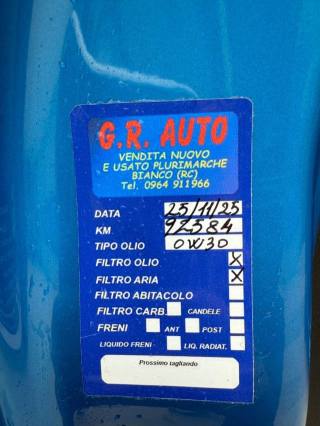 G.R. AUTO
VENDITA NUOVO
E USATO PLURIMARCHE
BIANCO (RC)
Tel. 0964 911966
DATA 25/11/25
KM 92584
TIPO OLIO 0W30
FILTRO OLIO X
FILTRO ARIA X
FILTRO ABITACOLO
FILTRO CARB. CANDELE
FRENI ANT POST
LIQUIDO FRENI LIQ. RADIAT.
Prossimo tagliando